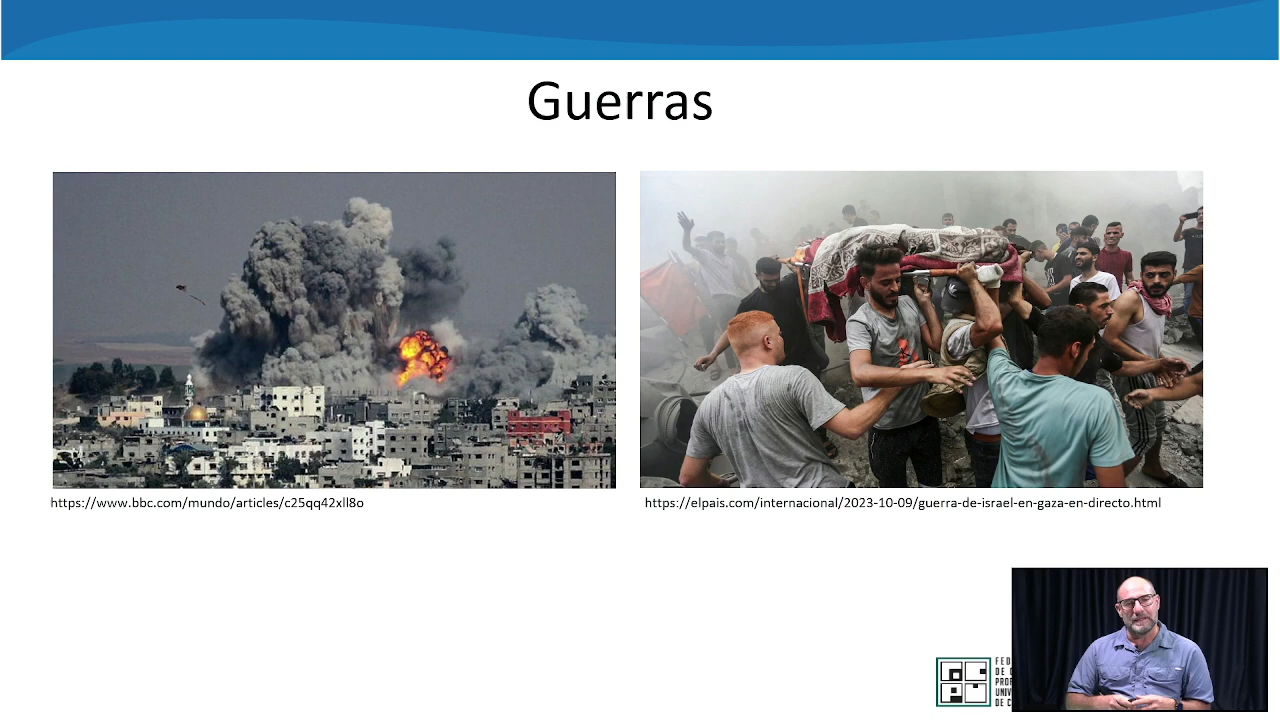 Guerras
https://www.bbc.com/mundo/articles/c25qq42xll8o
https://elpais.com/internacional/2023-10-09/guerra-de-israel-en-gaza-en-directo.html